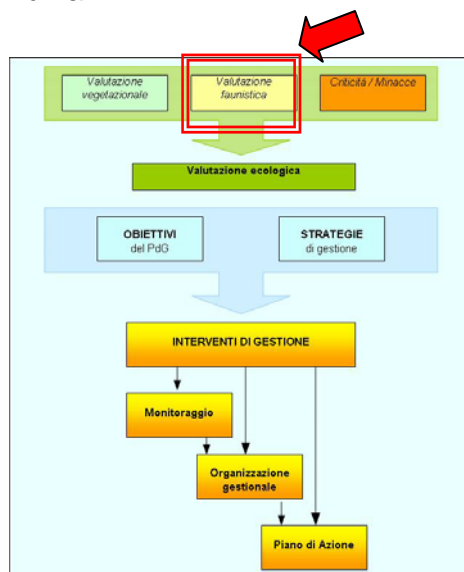 Valutazione
vegetazionale
Valutazione
faunistica
Criticità / Minacce
Valutazione ecologica
OBIETTIVI
del PdG
STRATEGIE
di gestione
INTERVENTI DI GESTIONE
Monitoraggio
Organizzazione
gestionale
Piano di Azione